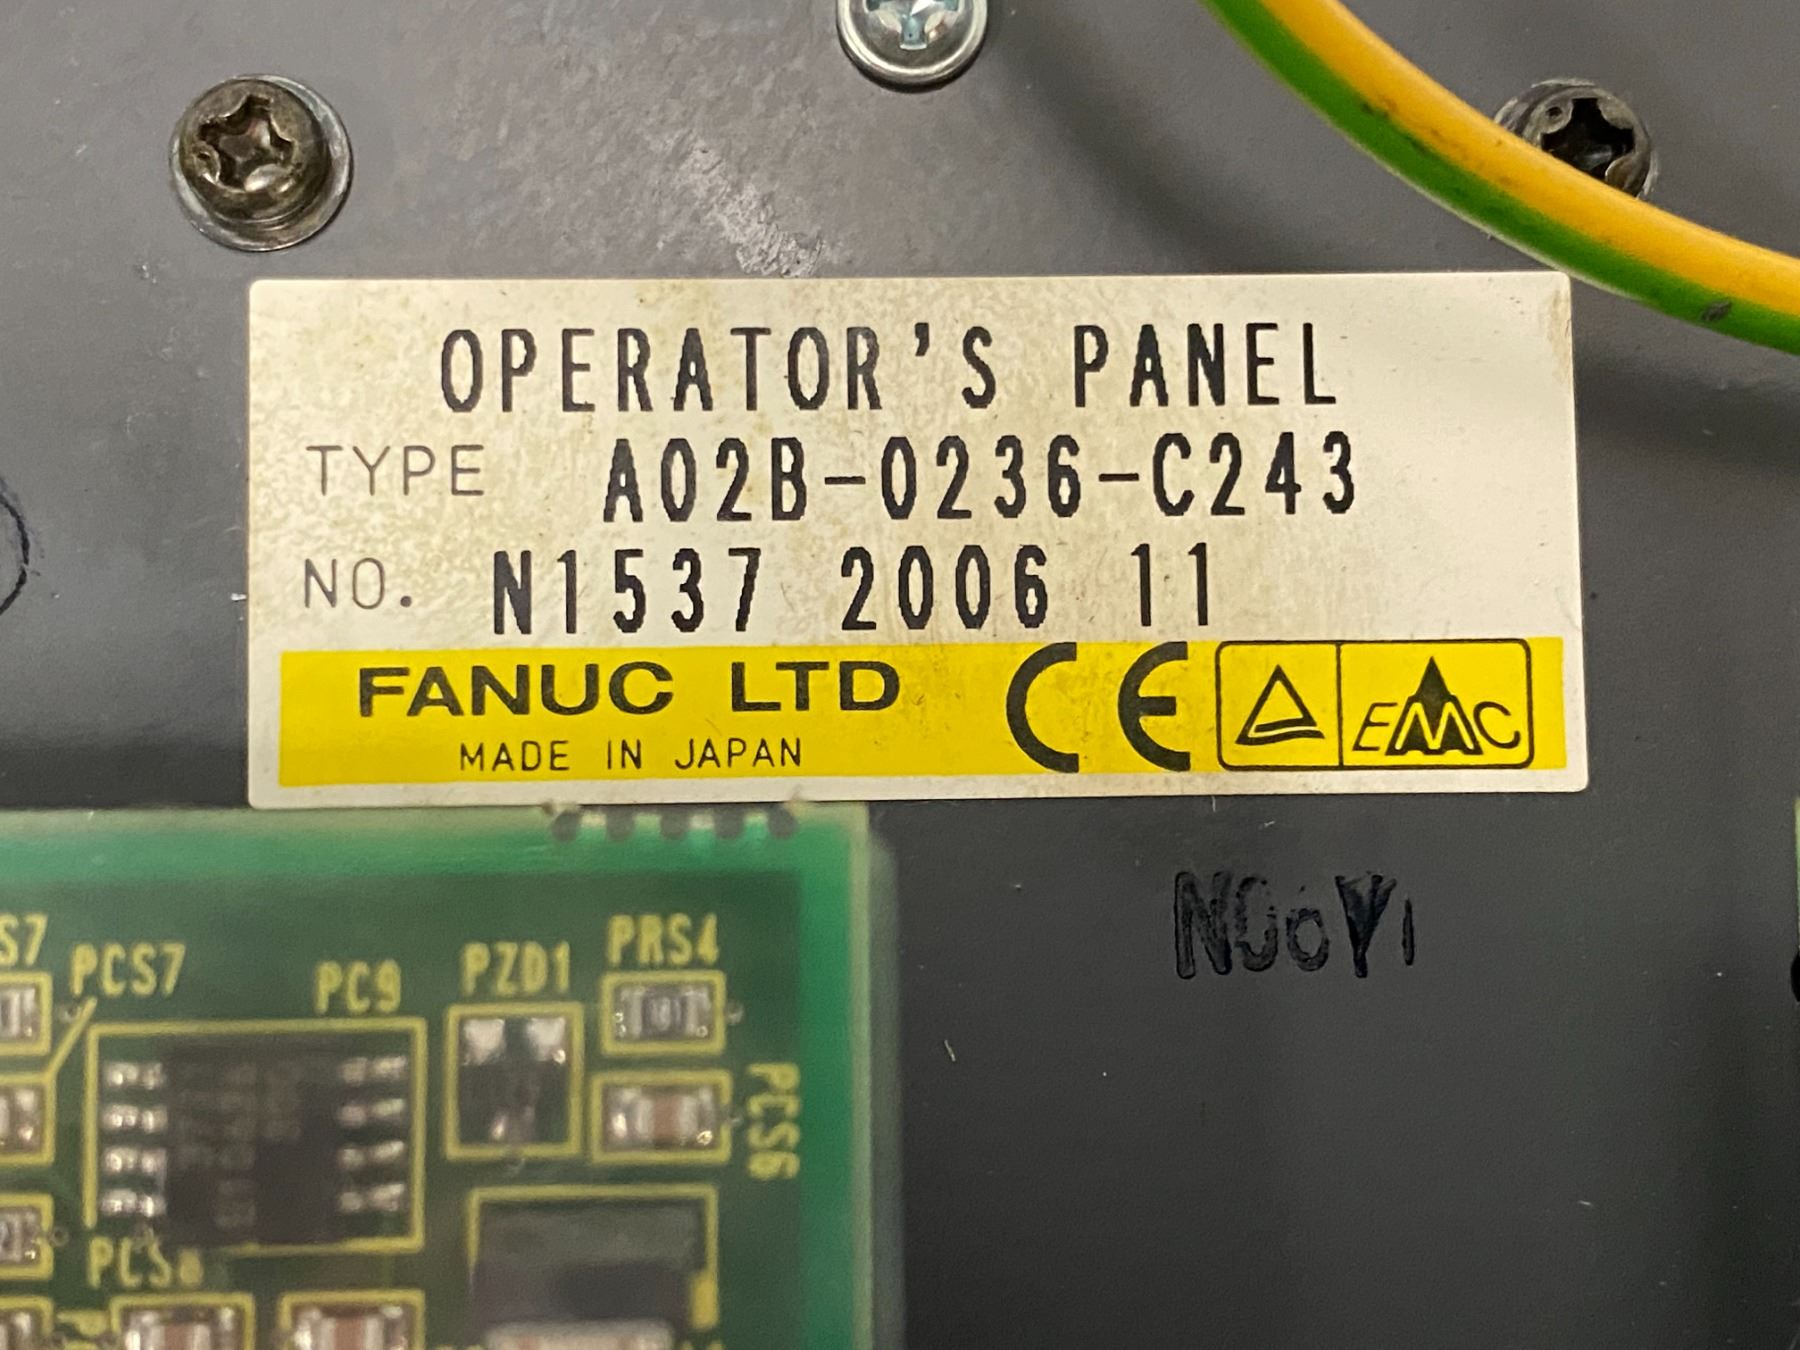 OPERATOR'S PANEL
TYPE A02B-0236-C243
NO. N1537 2006 11
FANUC LTD CE EMC
MADE IN JAPAN
S7 PCS7 PC9 PZD1 PRS4
PCS6